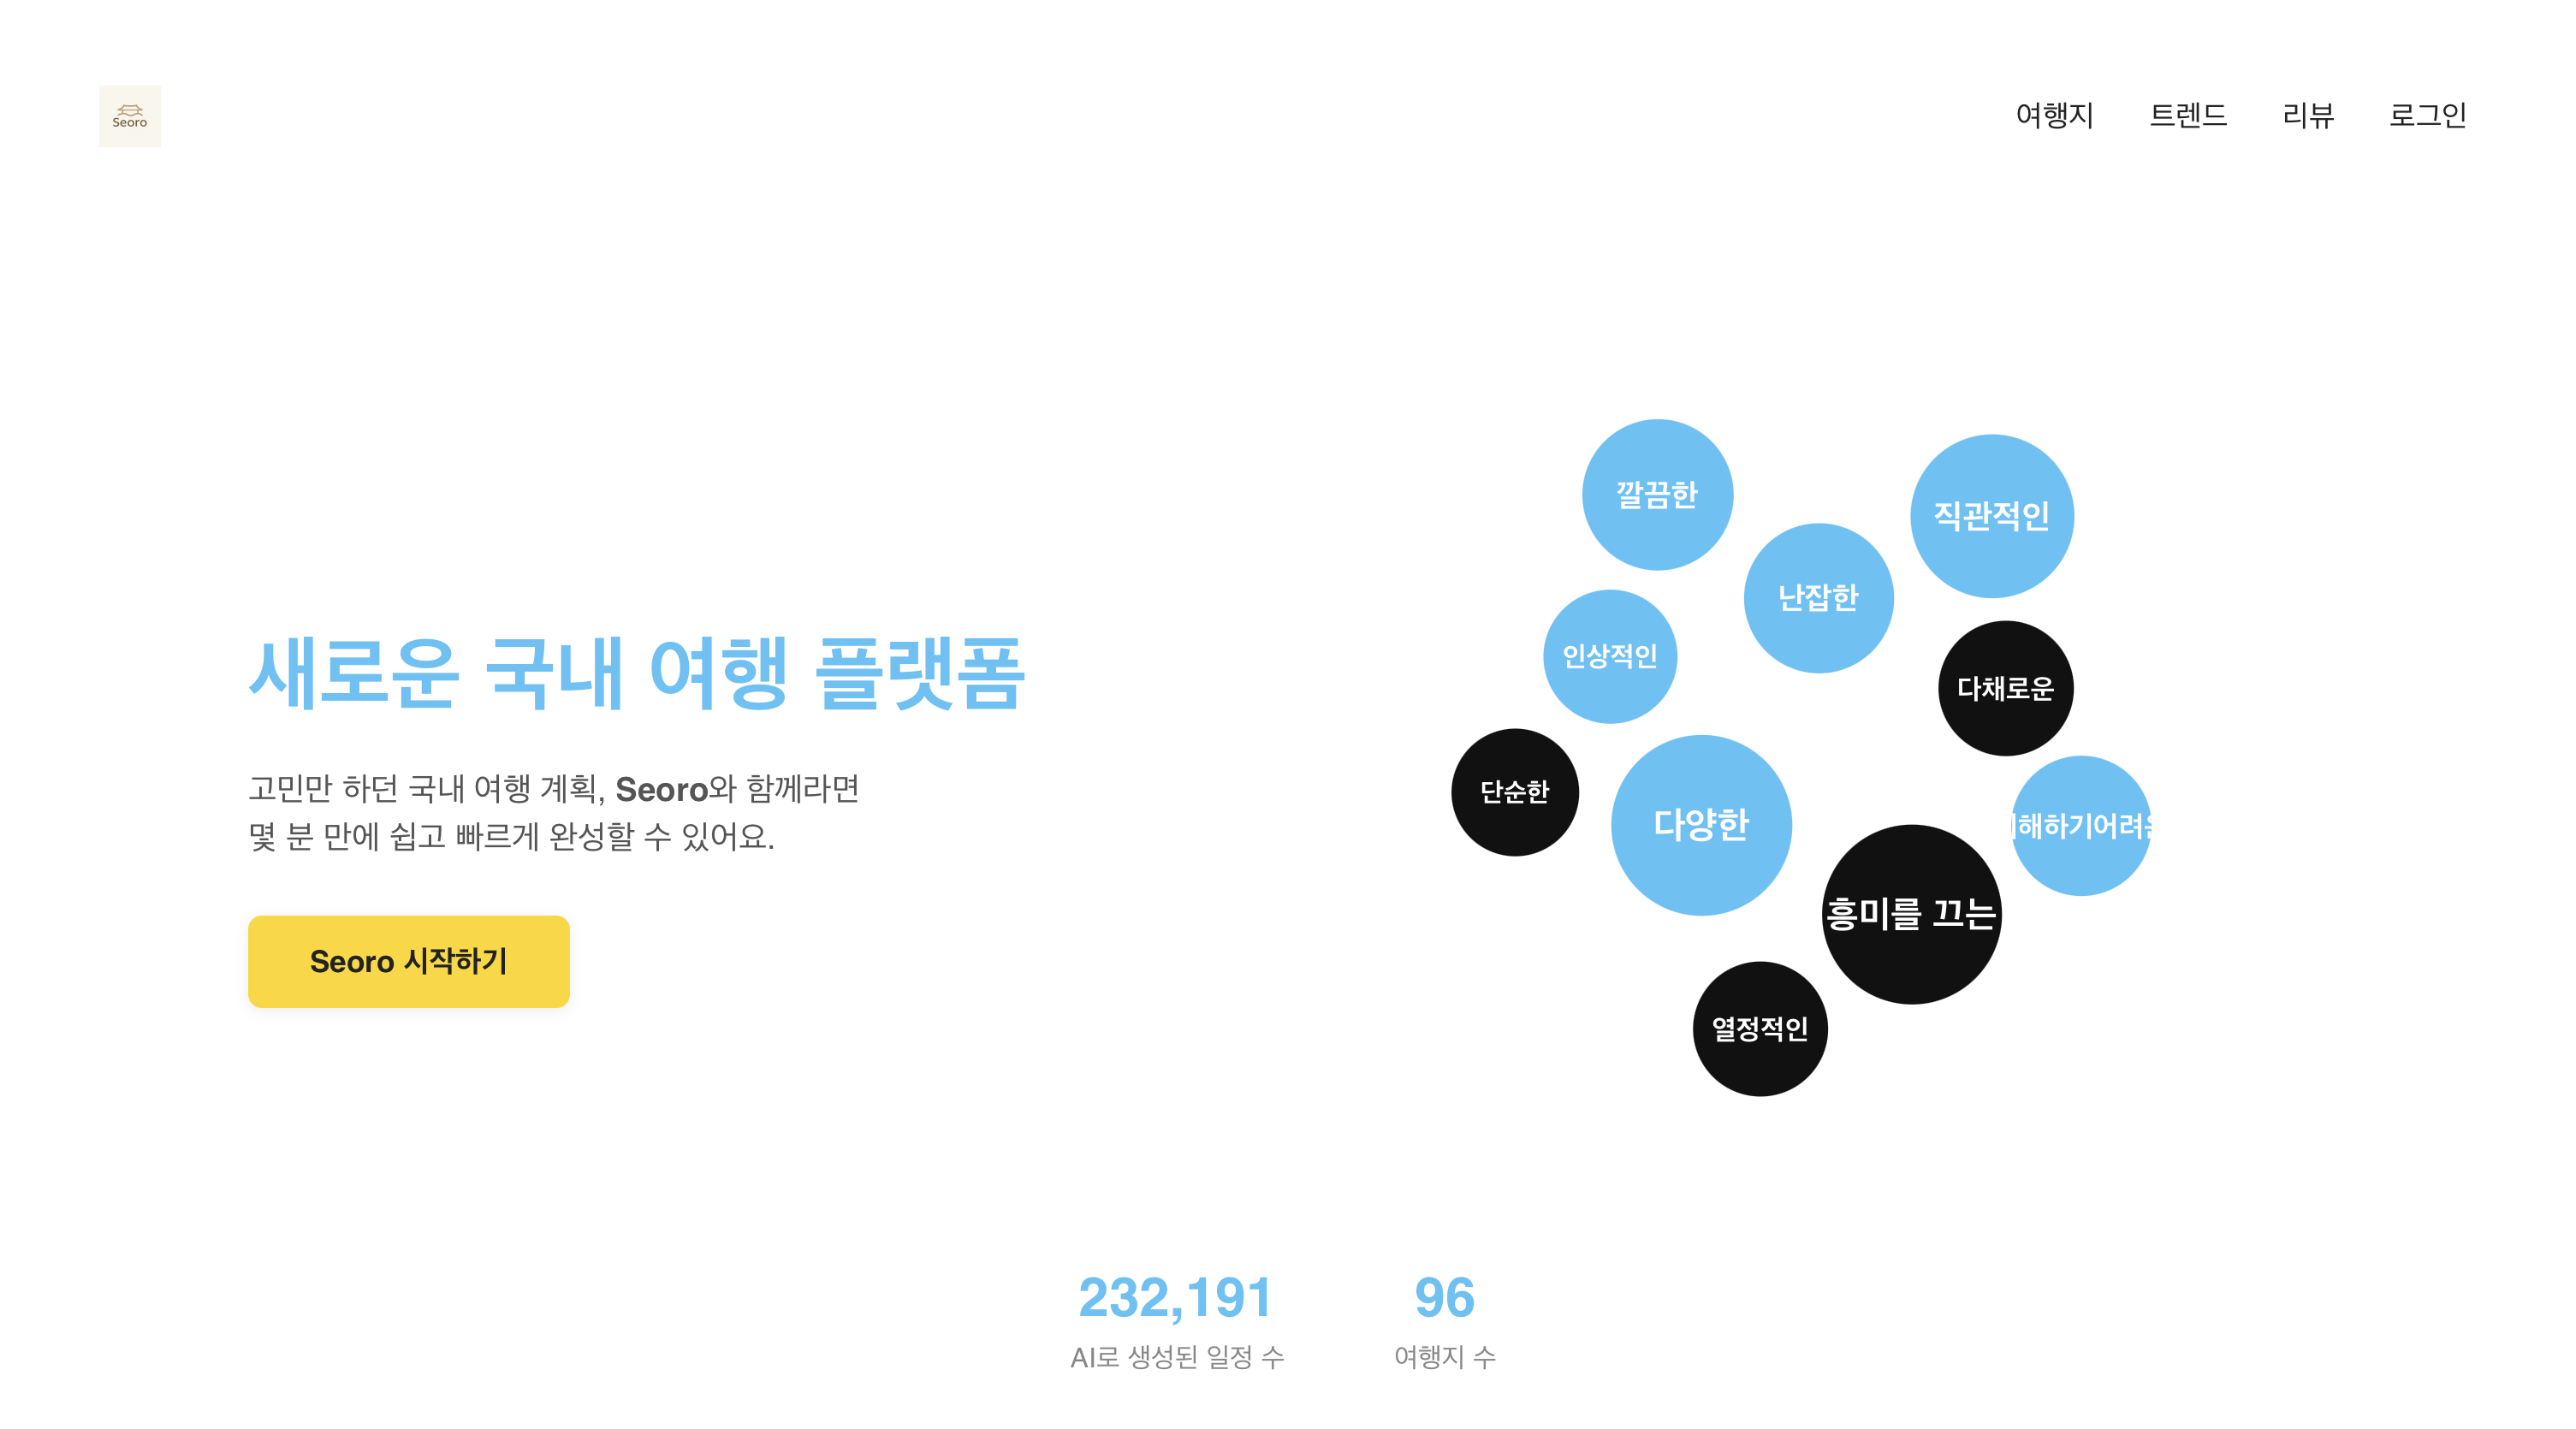 Seoro
여행지 트렌드 리뷰 로그인
깔끔한
직관적인
난잡한
인상적인
다채로운
새로운 국내 여행 플랫폼
고민만 하던 국내 여행 계획, Seoro와 함께라면
몇 분 만에 쉽고 빠르게 완성할 수 있어요.
단순한
다양한
해하기어려
흥미를 끄는
Seoro 시작하기
열정적인
232,191
AI로 생성된 일정 수
96
여행지 수